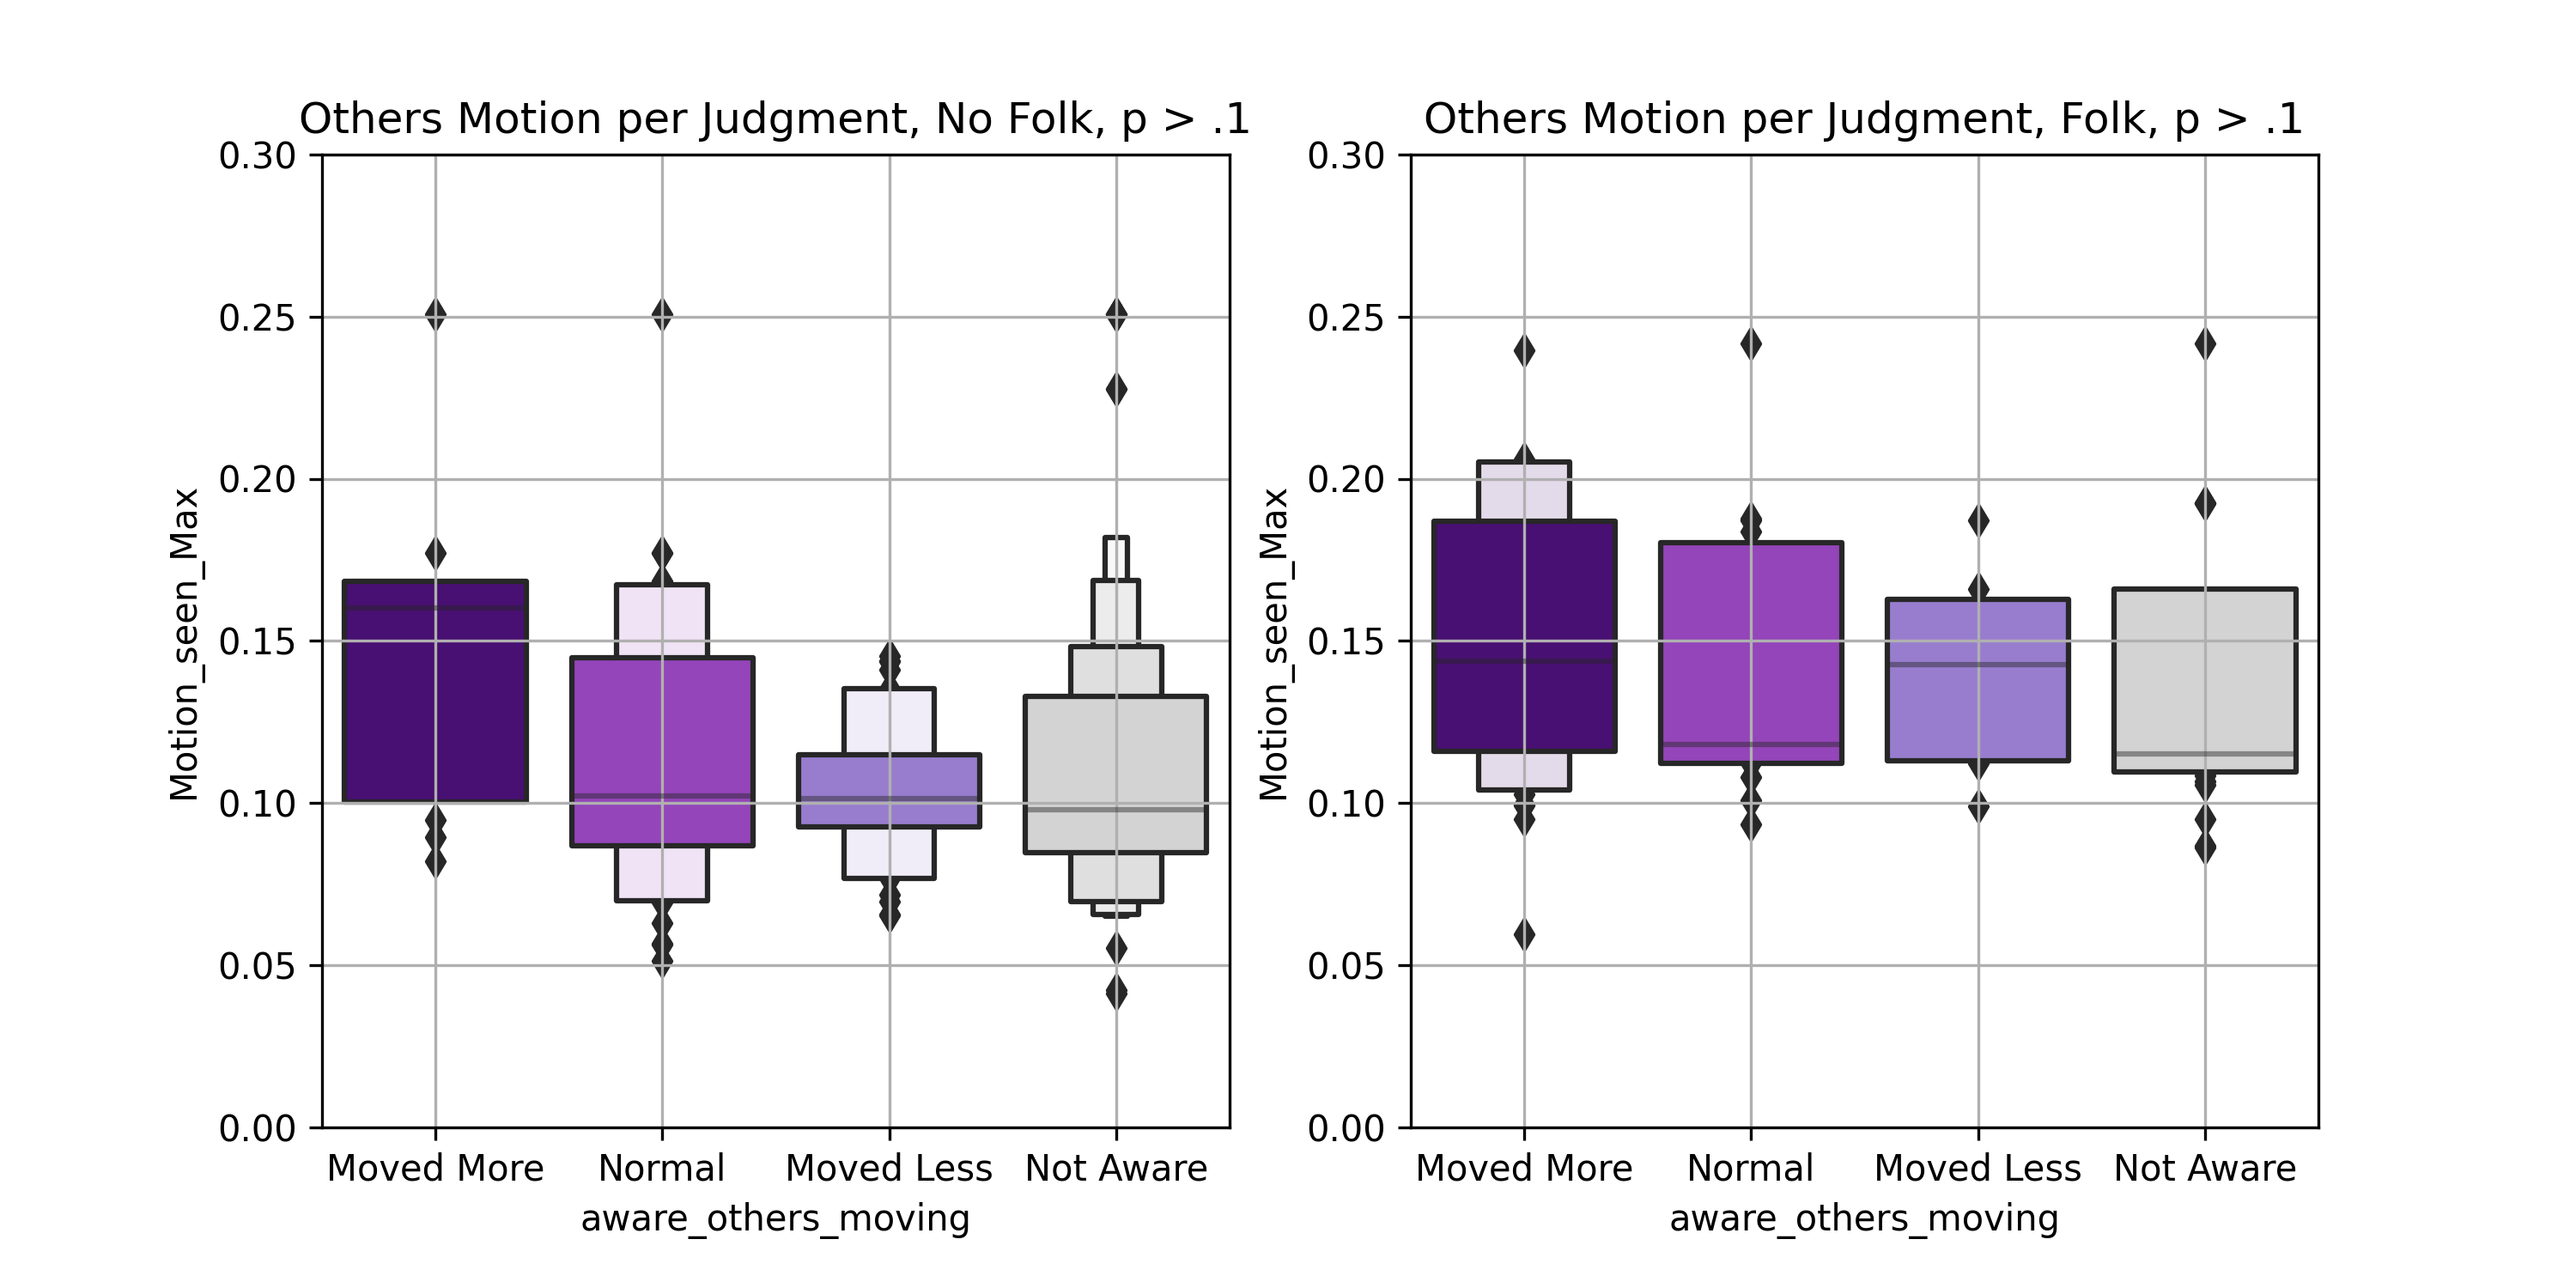 Others Motion per Judgment, No Folk, p > .1
0.30
0.25
0.20
0.15
0.10
0.05
0.00
Motion_seen_Max
Moved More Normal Moved Less Not Aware
aware_others_moving
Others Motion per Judgment, Folk, p > .1
0.30
0.25
0.20
0.15
0.10
0.05
0.00
Motion_seen_Max
Moved More Normal Moved Less Not Aware
aware_others_moving